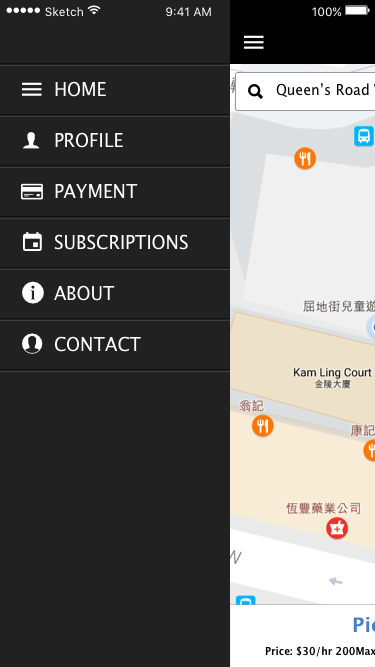 Sketch 9:41 AM 100%
HOME
PROFILE
PAYMENT
SUBSCRIPTIONS
ABOUT
CONTACT
Queen's Road
屈地街兒童遊
Kam Ling Court
金陵大廈
翁記
康記
恆豐藥業公司
Pic
Price: $30/hr 200Max